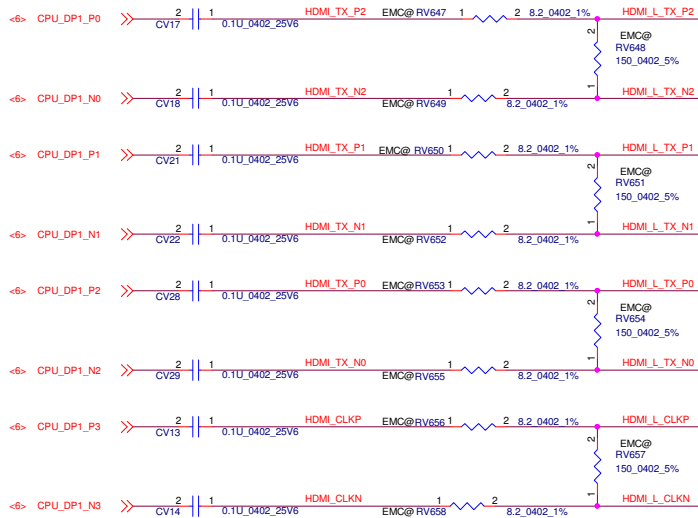 <6> CPU_DP1_P0 2 1 HDMI_TX_P2 EMC@ RV647 1 2 8.2_0402_1% HDMI_L_TX_P2
CV17 0.1U_0402_25V6
2 EMC@
RV648
150_0402_5%
1
<6> CPU_DP1_N0 2 1 HDMI_TX_N2 1 2 HDMI_L_TX_N2
CV18 0.1U_0402_25V6 EMC@ RV649 8.2_0402_1%
<6> CPU_DP1_P1 2 1 HDMI_TX_P1 EMC@ RV650 1 2 8.2_0402_1% HDMI_L_TX_P1
CV21 0.1U_0402_25V6
2 EMC@
RV651
150_0402_5%
1
<6> CPU_DP1_N1 2 1 HDMI_TX_N1 1 2 HDMI_L_TX_N1
CV22 0.1U_0402_25V6 EMC@ RV652 8.2_0402_1%
<6> CPU_DP1_P2 2 1 HDMI_TX_P0 EMC@ RV653 1 2 8.2_0402_1% HDMI_L_TX_P0
CV28 0.1U_0402_25V6
2 EMC@
RV654
150_0402_5%
1
<6> CPU_DP1_N2 2 1 HDMI_TX_N0 1 2 HDMI_L_TX_N0
CV29 0.1U_0402_25V6 EMC@ RV655 8.2_0402_1%
<6> CPU_DP1_P3 2 1 HDMI_CLKP EMC@ RV656 1 2 8.2_0402_1% HDMI_L_CLKP
CV13 0.1U_0402_25V6
2 EMC@
RV657
150_0402_5%
1
<6> CPU_DP1_N3 2 1 HDMI_CLKN 1 2 HDMI_L_CLKN
CV14 0.1U_0402_25V6 EMC@ RV658 8.2_0402_1%